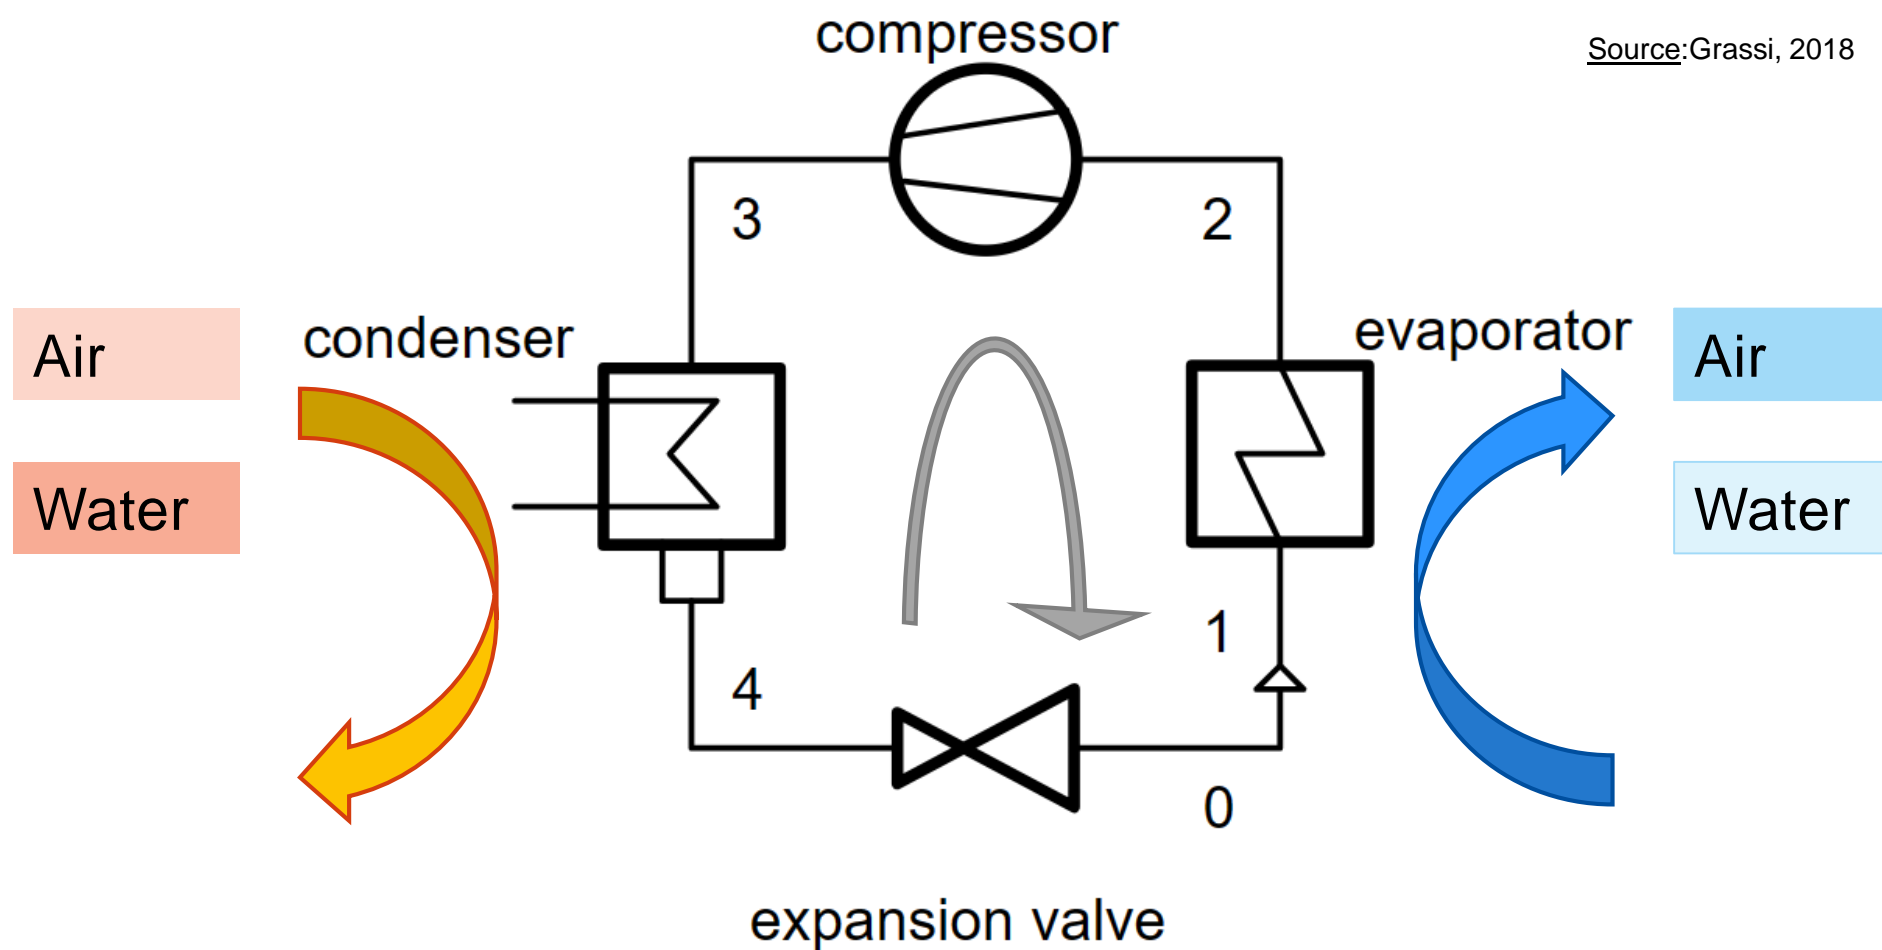 compressor
Source:Grassi, 2018
3
2
Air
condenser
evaporator
Air
Water
Water
1
4
0
expansion valve